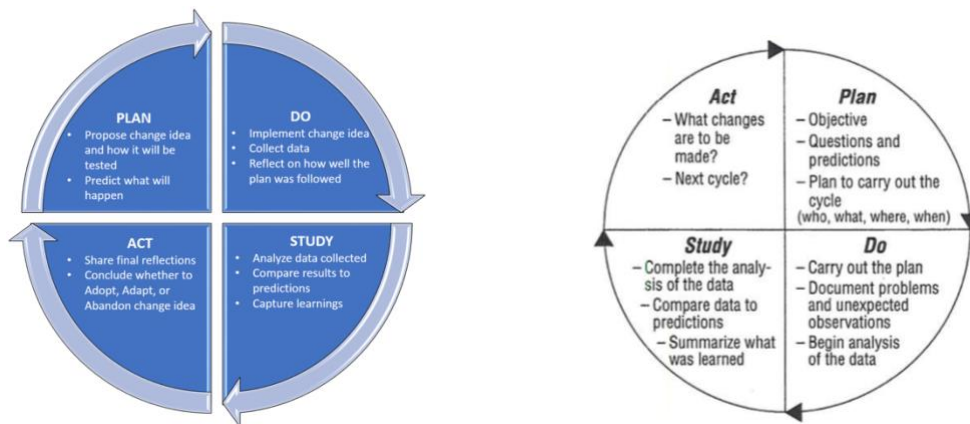 PLAN
• Propose change idea
and how it will be
tested
• Predict what will
happen
DO
• Implement change idea
• Collect data
• Reflect on how well the
plan was followed
ACT
• Share final reflections
• Conclude whether to
Adopt, Adapt, or
Abandon change idea
STUDY
• Analyze data collected
• Compare results to
predictions
• Capture learnings
Act
– What changes
are to be
made?
– Next cycle?
Plan
– Objective
– Questions and
predictions
– Plan to carry out the
cycle
(who, what, where, when)
Study
– Complete the analy-
sis of the data
– Compare data to
predictions
– Summarize what
was learned
Do
– Carry out the plan
– Document problems
and unexpected
observations
– Begin analysis
of the data